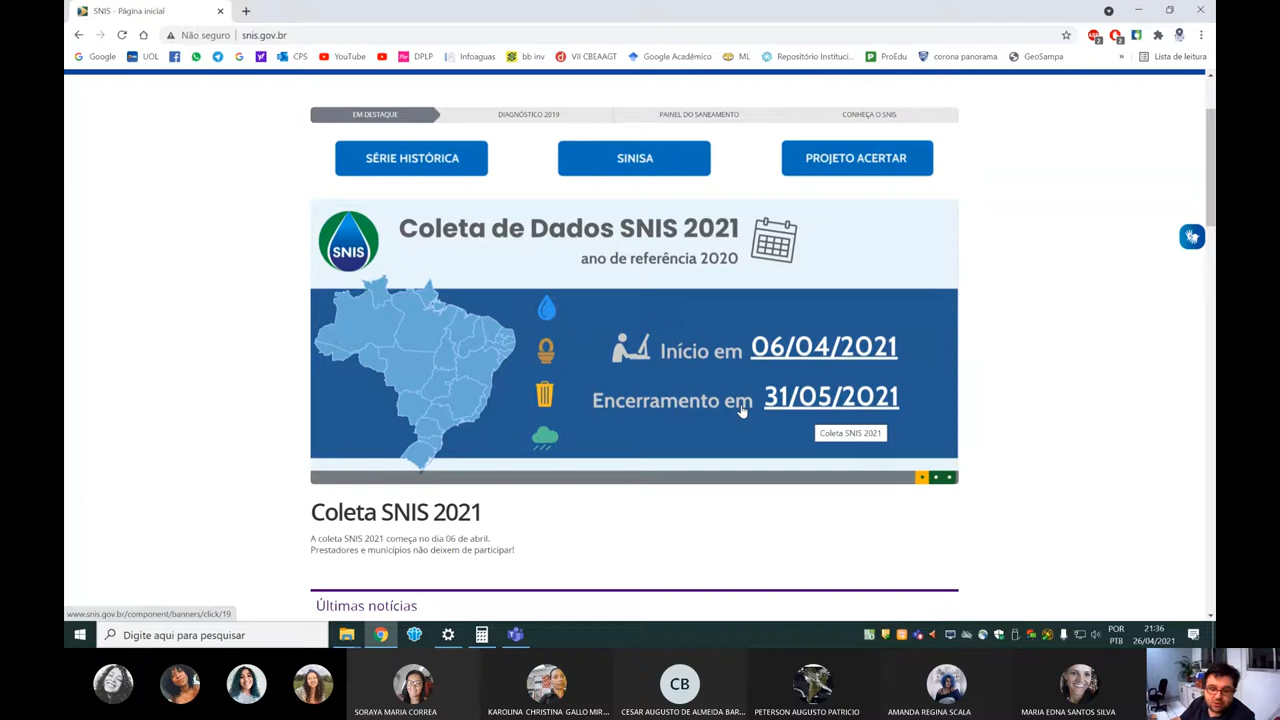 SNIS - Página inicial
Não seguro | snis.gov.br
Google UOL CPS YouTube DPLP Infoaguas bb inv VII CBEAAGT Google Acadêmico ML Repositório Instituci... ProEdu corona panorama GeoSampa » Lista de leitura
EM DESTAQUE DIAGNÓSTICO 2019 PAINEL DO SANEAMENTO CONHEÇA O SNIS
SÉRIE HISTÓRICA SINISA PROJETO ACERTAR
Coleta de Dados SNIS 2021
ano de referência 2020
SNIS
Início em 06/04/2021
Encerramento em 31/05/2021
Coleta SNIS 2021
Coleta SNIS 2021
A coleta SNIS 2021 começa no dia 06 de abril.
Prestadores e municípios não deixem de participar!
Últimas notícias
www.snis.gov.br/component/banners/click/19
Digite aqui para pesquisar
POR 21:36
PTB 26/04/2021
CB
SORAYA MARIA CORREA KAROLINA CHRISTINA GALLO MIR... CESAR AUGUSTO DE ALMEIDA BAR... PETERSON AUGUSTO PATRICIO AMANDA REGINA SCALA MARIA EDNA SANTOS SILVA